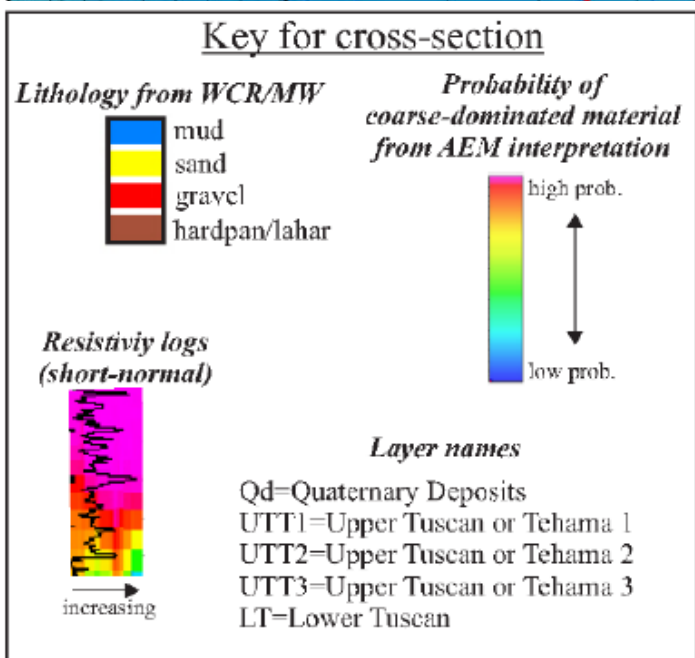 Key for cross-section
Lithology from WCR/MW
mud
sand
gravel
hardpan/lahar
Probability of
coarse-dominated material
from AEM interpretation
high prob.
low prob.
Resistiviy logs
(short-normal)
increasing
Layer names
Qd=Quaternary Deposits
UTT1=Upper Tuscan or Tehama 1
UTT2=Upper Tuscan or Tehama 2
UTT3=Upper Tuscan or Tehama 3
LT=Lower Tuscan